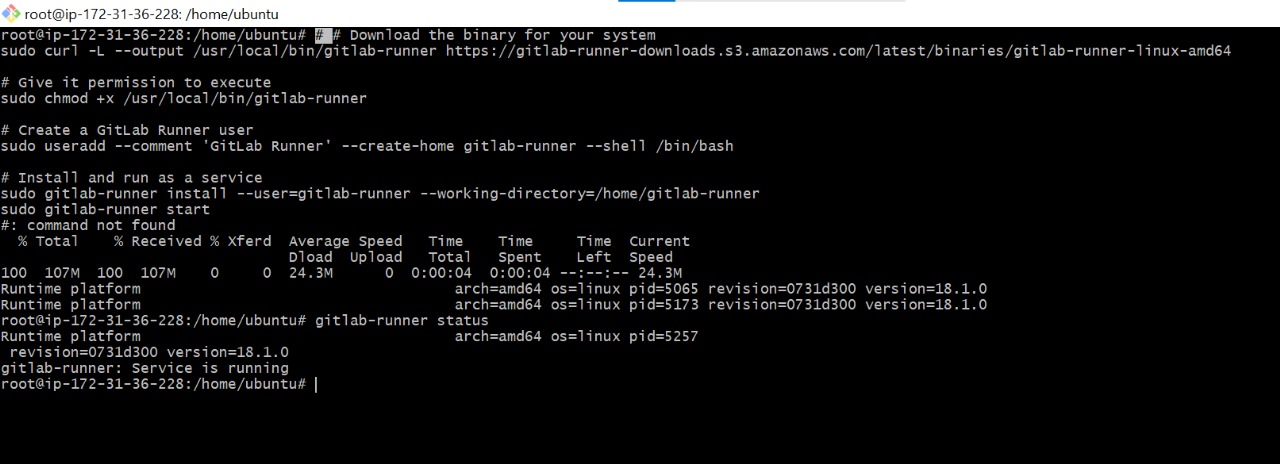 root@ip-172-31-36-228: /home/ubuntu
root@ip-172-31-36-228:/home/ubuntu# # # Download the binary for your system
sudo curl -L --output /usr/local/bin/gitlab-runner https://gitlab-runner-downloads.s3.amazonaws.com/latest/binaries/gitlab-runner-linux-amd64
# Give it permission to execute
sudo chmod +x /usr/local/bin/gitlab-runner
# Create a GitLab Runner user
sudo useradd --comment 'GitLab Runner' --create-home gitlab-runner --shell /bin/bash
# Install and run as a service
sudo gitlab-runner install --user=gitlab-runner --working-directory=/home/gitlab-runner
sudo gitlab-runner start
#: command not found
% Total % Received % Xferd Average Speed Time Time Time Current
Dload Upload Total Spent Left Speed
100 107M 100 107M 0 0 24.3M 0 0:00:04 0:00:04 --:--:-- 24.3M
Runtime platform arch=amd64 os=linux pid=5065 revision=0731d300 version=18.1.0
Runtime platform arch=amd64 os=linux pid=5173 revision=0731d300 version=18.1.0
root@ip-172-31-36-228:/home/ubuntu# gitlab-runner status
Runtime platform arch=amd64 os=linux pid=5257
revision=0731d300 version=18.1.0
gitlab-runner: Service is running
root@ip-172-31-36-228:/home/ubuntu#